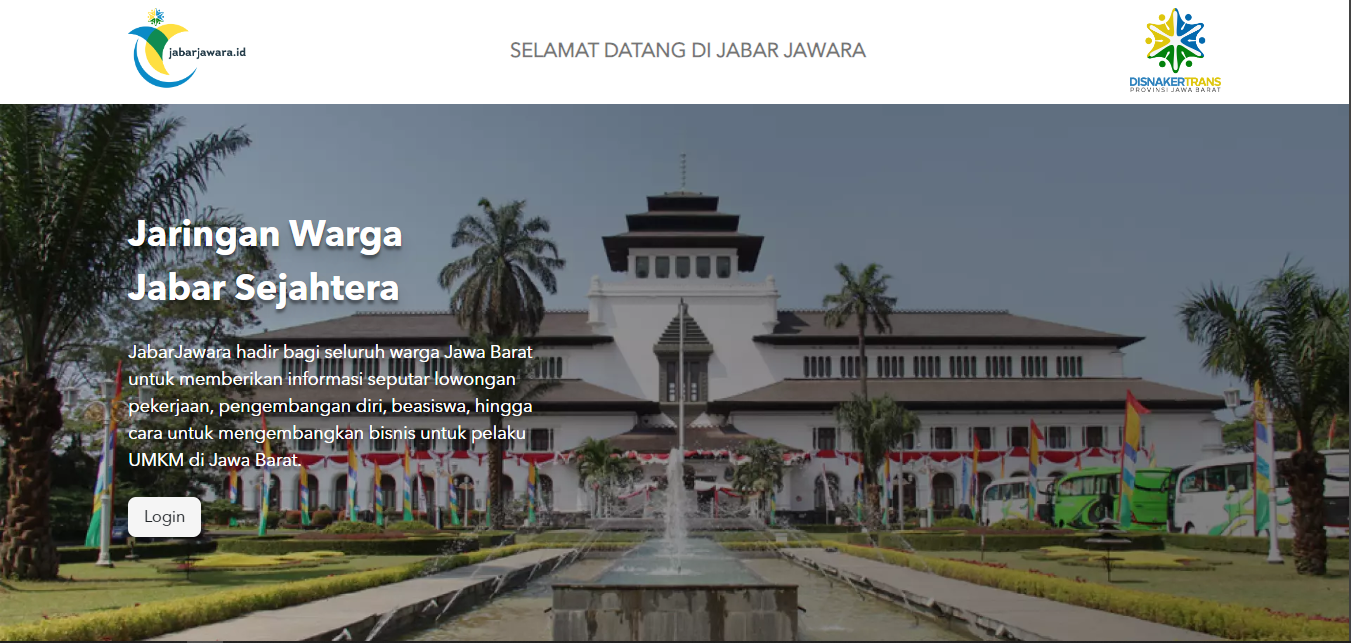 jabarjawara.id
SELAMAT DATANG DI JABAR JAWARA
DISNAKERTRANS
PROVINSI JAWA BARAT
Jaringan Warga
Jabar Sejahtera
JabarJawara hadir bagi seluruh warga Jawa Barat
untuk memberikan informasi seputar lowongan
pekerjaan, pengembangan diri, beasiswa, hingga
cara untuk mengembangkan bisnis untuk pelaku
UMKM di Jawa Barat.
Login